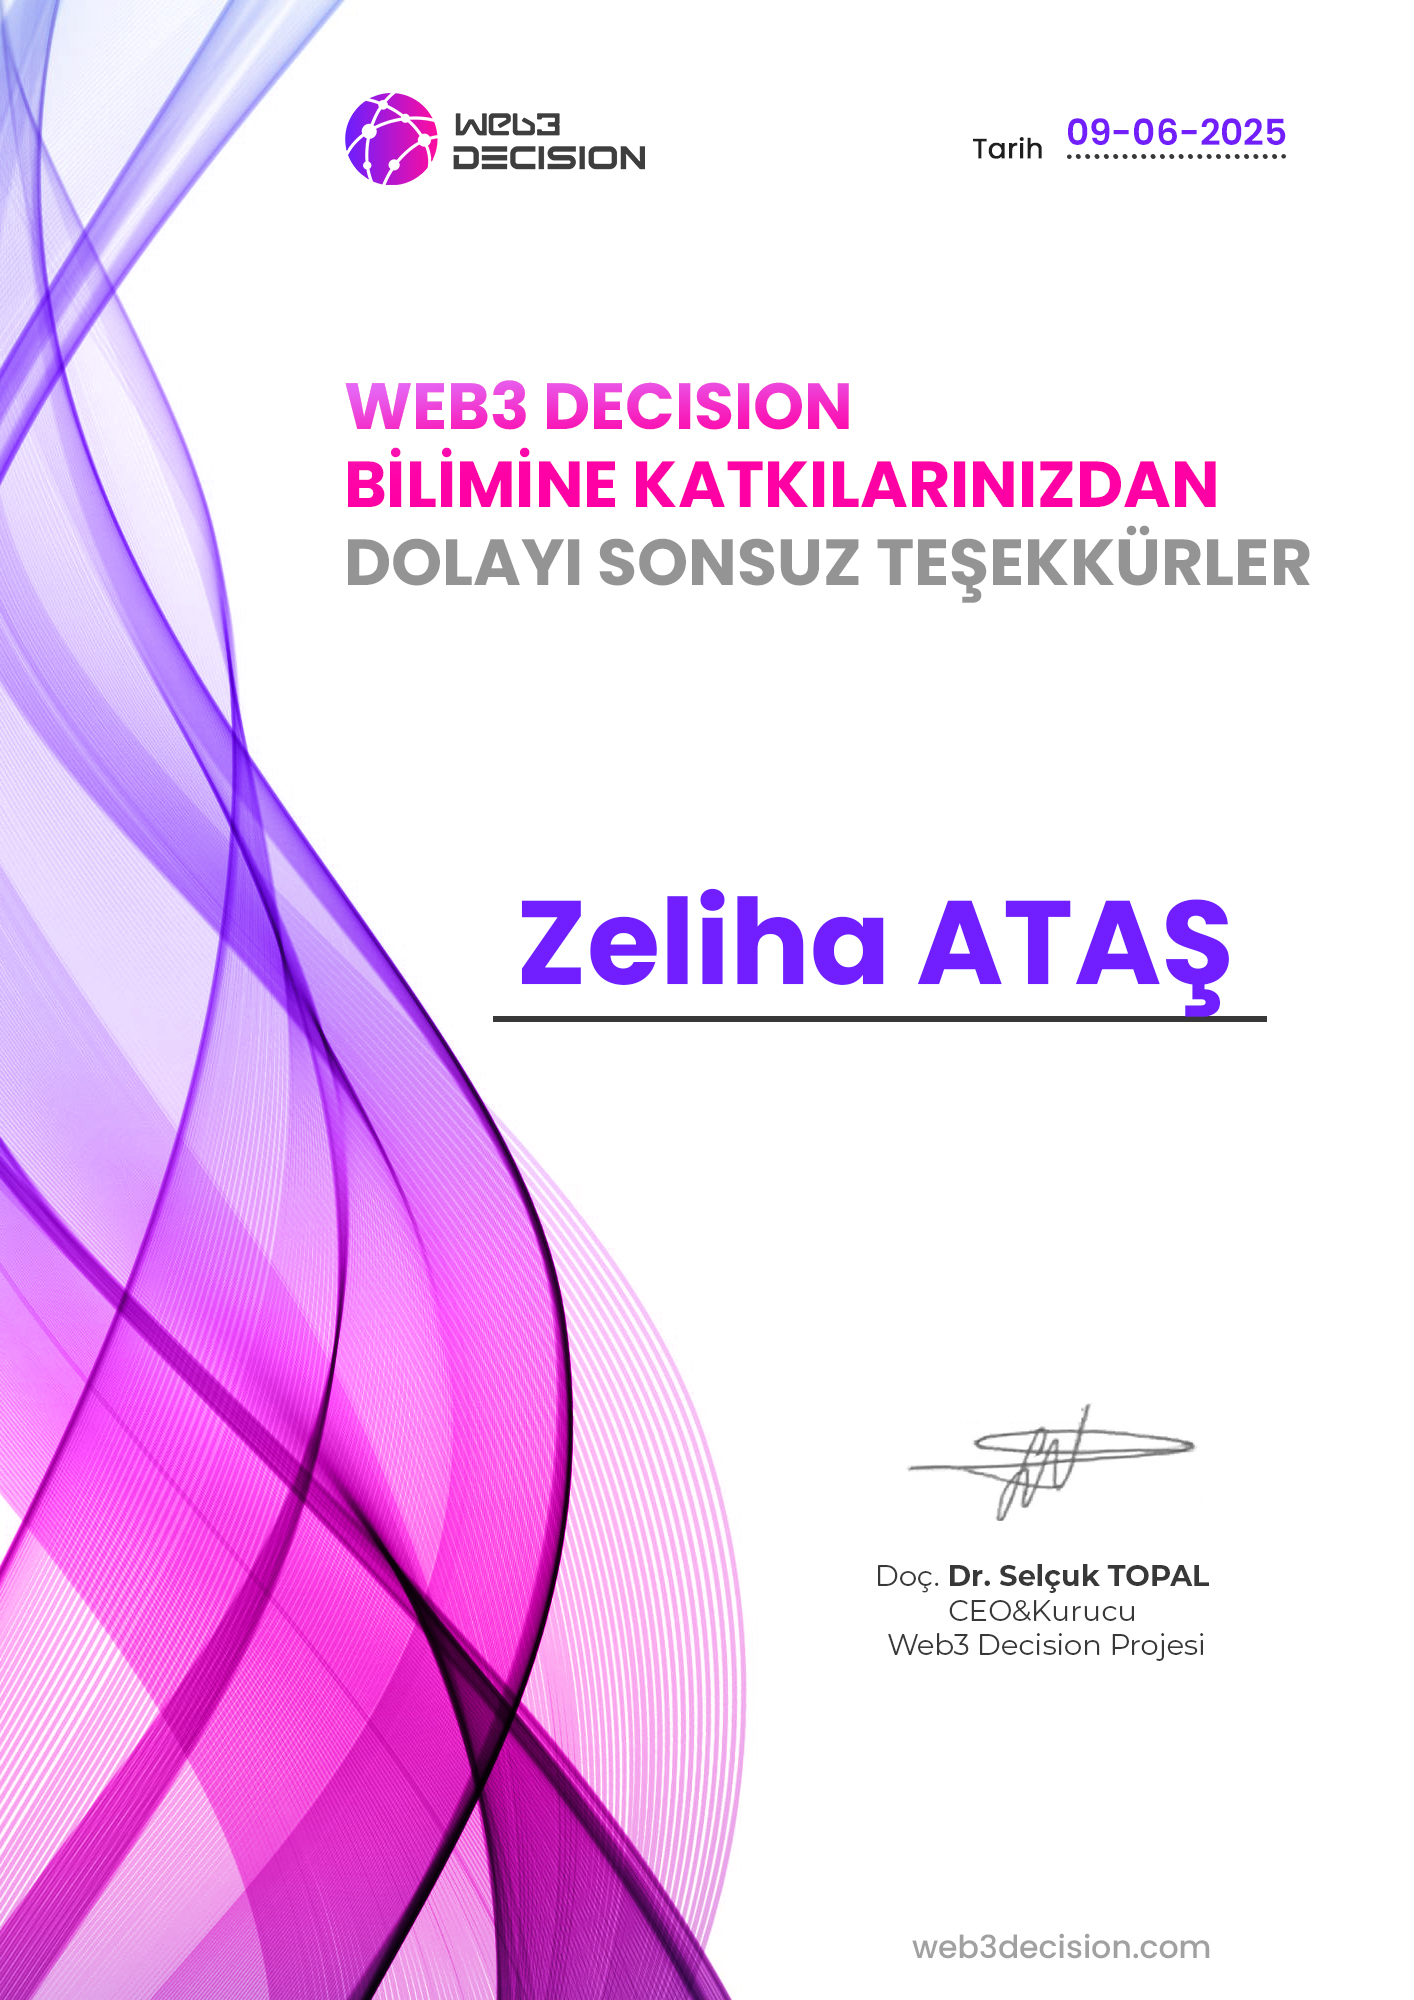 Web3
DECISION
Tarih 09-06-2025
WEB3 DECISION
BİLİMİNE KATKILARINIZDAN
DOLAYI SONSUZ TEŞEKKÜRLER
Zeliha ATAŞ
Doç. Dr. Selçuk TOPAL
CEO&Kurucu
Web3 Decision Projesi
web3decision.com